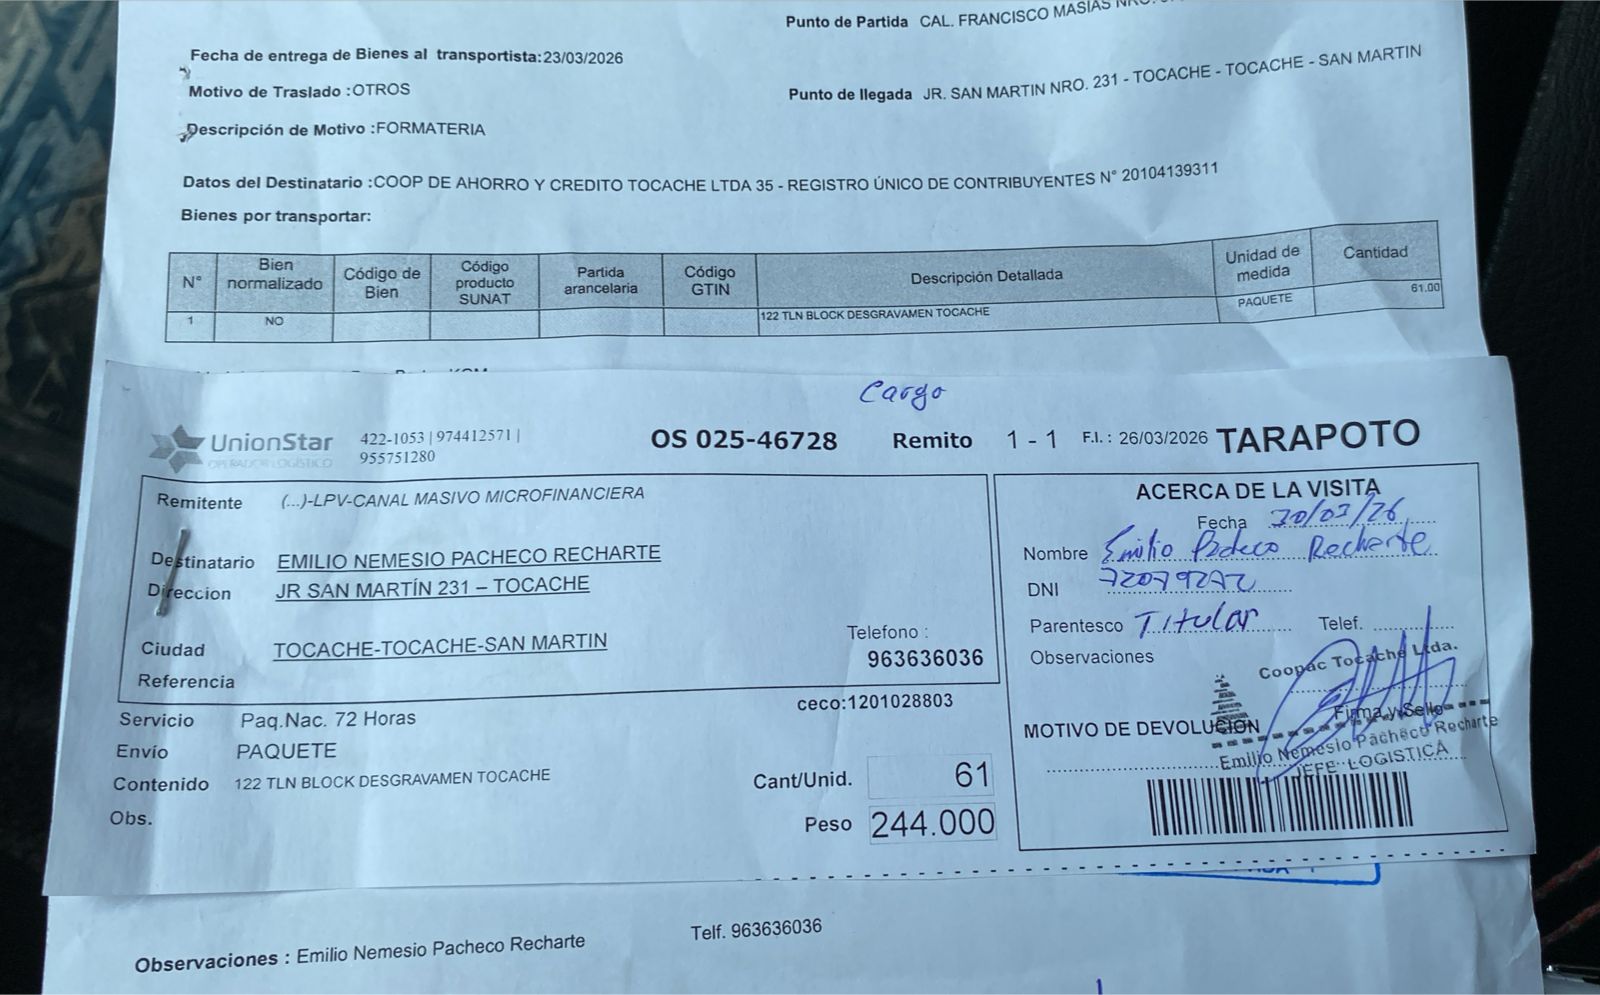 Punto de Partida CAL. FRANCISCO MASIAS
Fecha de entrega de Bienes al transportista:23/03/2026
Motivo de Traslado :OTROS
Punto de llegada JR. SAN MARTIN NRO. 231 - TOCACHE - TOCACHE - SAN MARTIN
Descripción de Motivo :FORMATERIA
Datos del Destinatario :COOP DE AHORRO Y CREDITO TOCACHE LTDA 35 - REGISTRO ÚNICO DE CONTRIBUYENTES N° 20104139311
Bienes por transportar:
N° Bien normalizado Código de Bien Código producto SUNAT Partida arancelaria Código GTIN Descripción Detallada Unidad de medida Cantidad
1 NO 122 TLN BLOCK DESGRAVAMEN TOCACHE PAQUETE 61.00
Cargo
UnionStar
OPERADOR LOGÍSTICO
422-1053 | 974412571 |
955751280
OS 025-46728 Remito 1 - 1 F.I.: 26/03/2026 TARAPOTO
Remitente (...)-LPV-CANAL MASIVO MICROFINANCIERA
Destinatario EMILIO NEMESIO PACHECO RECHARTE
Direccion JR SAN MARTÍN 231 – TOCACHE
Ciudad TOCACHE-TOCACHE-SAN MARTIN
Telefono :
963636036
Referencia
ceco:1201028803
Servicio Paq.Nac. 72 Horas
Envío PAQUETE
Contenido 122 TLN BLOCK DESGRAVAMEN TOCACHE
Obs.
Cant/Unid. 61
Peso 244.000
ACERCA DE LA VISITA
Fecha 30/03/26
Nombre Emilio Pacheco Recharte
DNI
Parentesco Titular Telef.
Observaciones
Coopac Tocache Ltda.
MOTIVO DE DEVOLUCION
Firma y Sello
Emilio Nemesio Pacheco Recharte
JEFE LOGISTICA
Observaciones : Emilio Nemesio Pacheco Recharte
Telf. 963636036